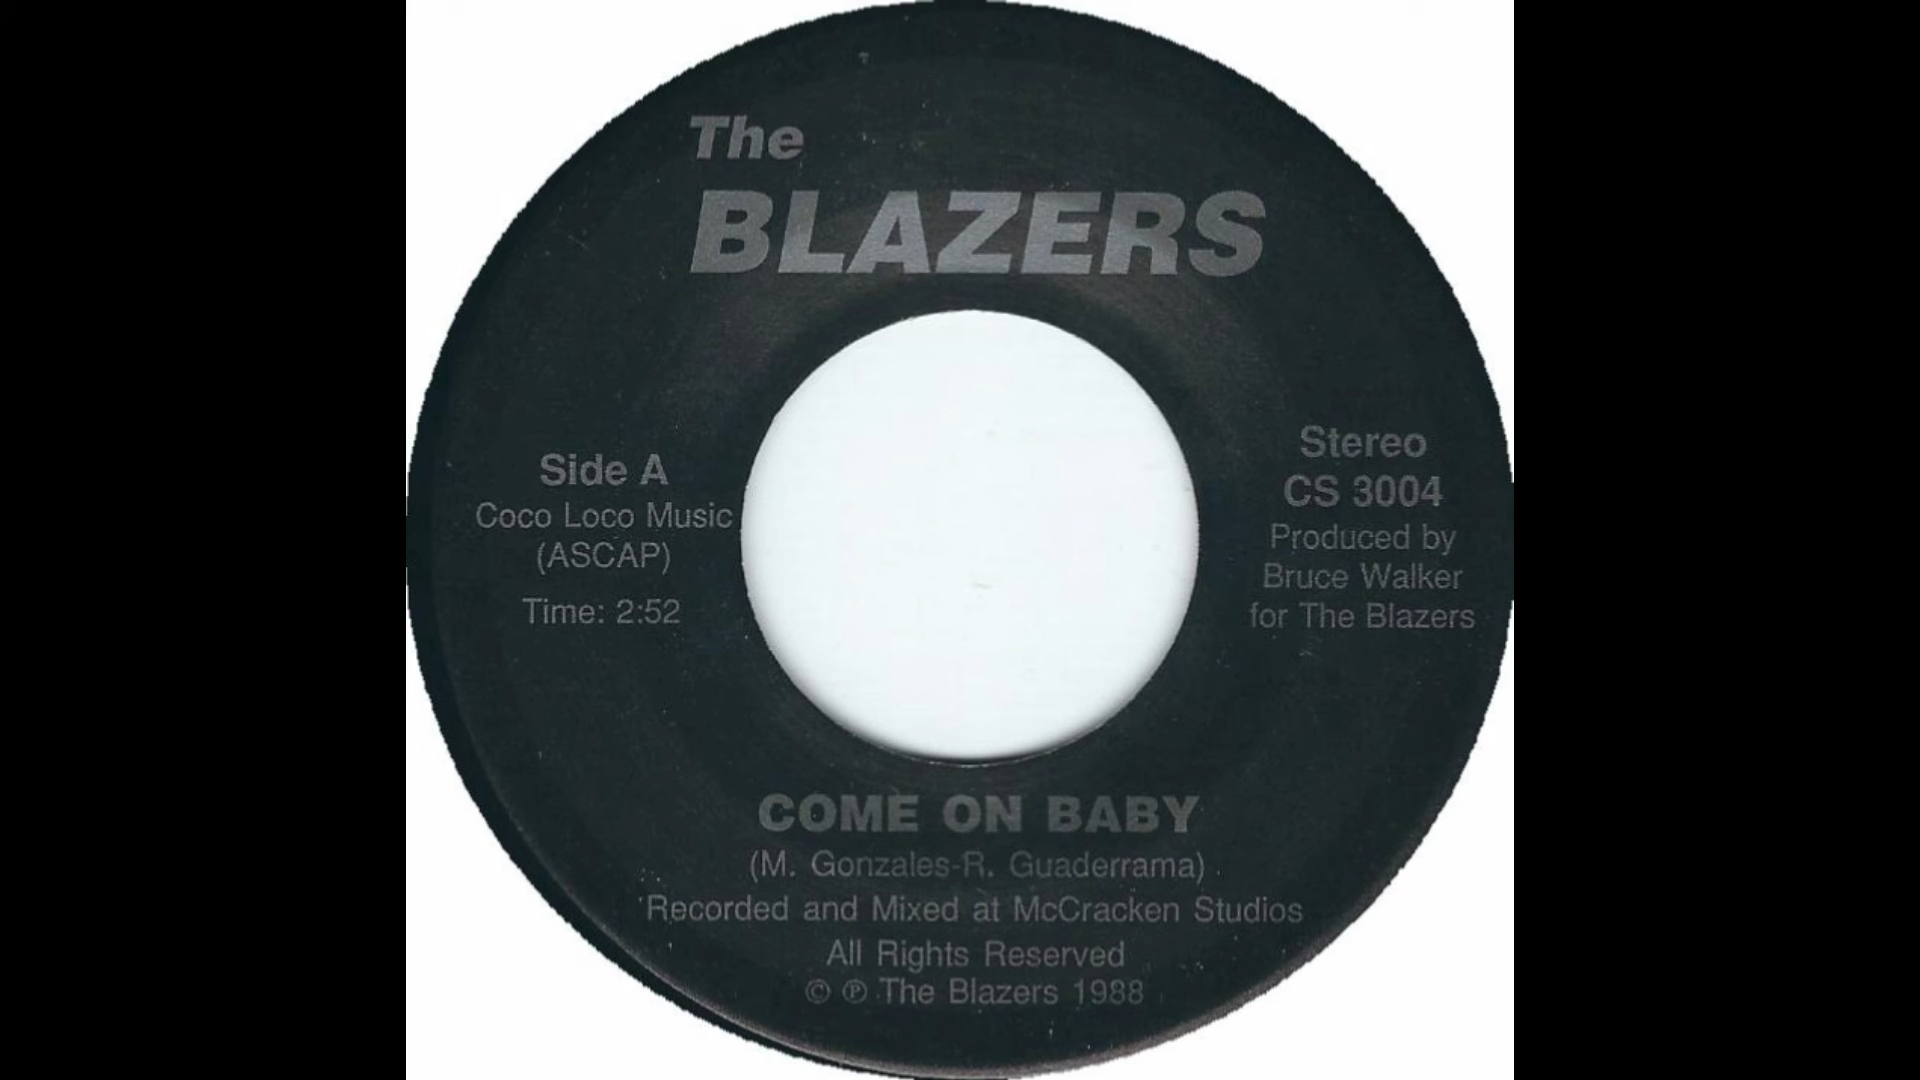 The
BLAZERS
Side A
Coco Loco Music
(ASCAP)
Time: 2:52
Stereo
CS 3004
Produced by
Bruce Walker
for The Blazers
COME ON BABY
(M. Gonzales-R. Guaderrama)
Recorded and Mixed at McCracken Studios
All Rights Reserved
© ℗ The Blazers 1988